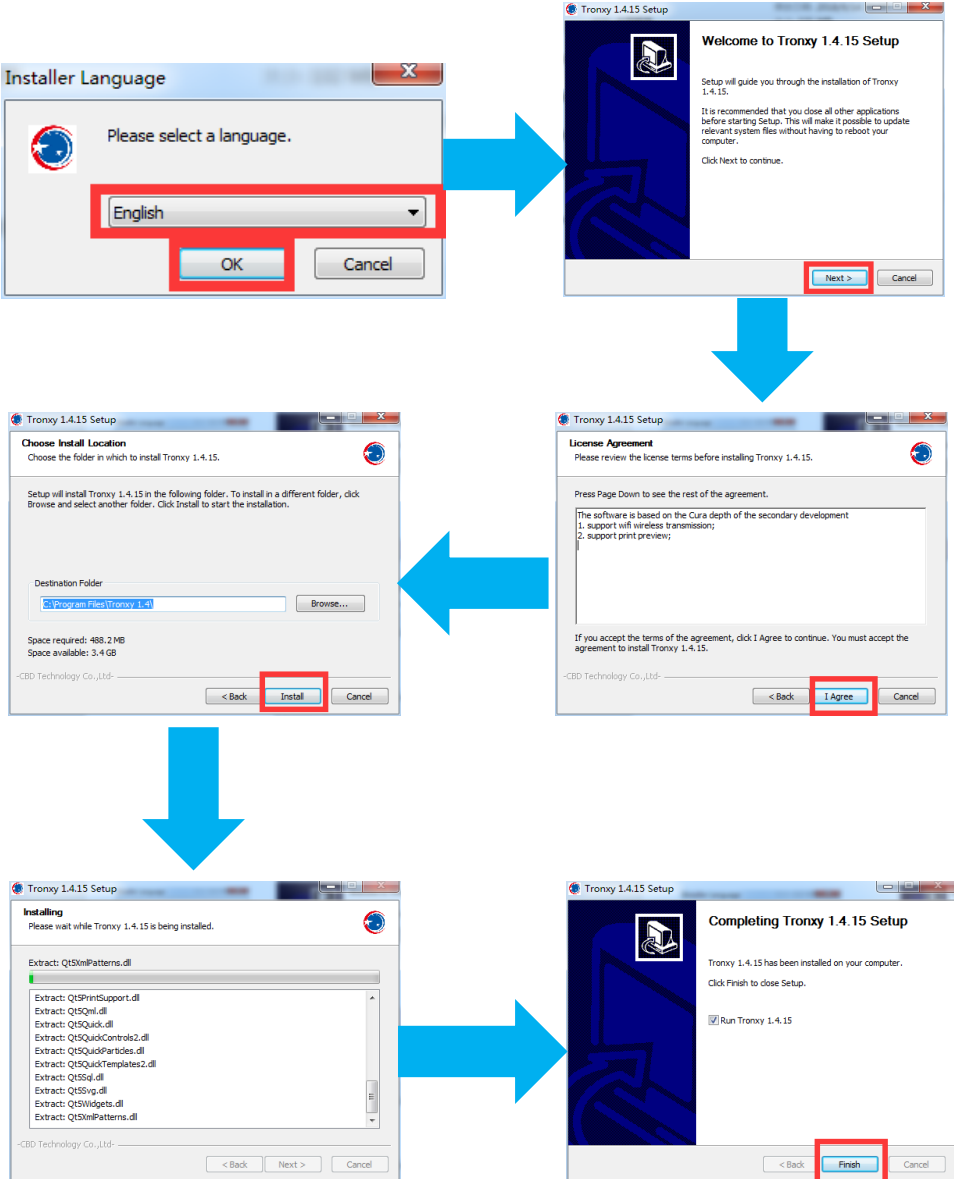 Installer Language
Please select a language.
English
OK
Cancel
Tronxy 1.4.15 Setup
Welcome to Tronxy 1.4.15 Setup
Setup will guide you through the installation of Tronxy
1.4.15.
It is recommended that you close all other applications
before starting Setup. This will make it possible to update
relevant system files without having to reboot your
computer.
Click Next to continue.
Next >
Cancel
Tronxy 1.4.15 Setup
License Agreement
Please review the license terms before installing Tronxy 1.4.15.
Press Page Down to see the rest of the agreement.
The software is based on the Cura depth of the secondary development
1. support wifi wireless transmission;
2. support print preview;
If you accept the terms of the agreement, click I Agree to continue. You must accept the
agreement to install Tronxy 1.4.15.
-CBD Technology Co.,Ltd-
< Back
I Agree
Cancel
Tronxy 1.4.15 Setup
Choose Install Location
Choose the folder in which to install Tronxy 1.4.15.
Setup will install Tronxy 1.4.15 in the following folder. To install in a different folder, click
Browse and select another folder. Click Install to start the installation.
Destination Folder
C:\Program Files\Tronxy 1.4\
Browse...
Space required: 488.2 MB
Space available: 3.4 GB
-CBD Technology Co.,Ltd-
< Back
Install
Cancel
Tronxy 1.4.15 Setup
Installing
Please wait while Tronxy 1.4.15 is being installed.
Extract: Qt5XmlPatterns.dll
Extract: Qt5PrintSupport.dll
Extract: Qt5Qml.dll
Extract: Qt5Quick.dll
Extract: Qt5QuickControls2.dll
Extract: Qt5QuickParticles.dll
Extract: Qt5QuickTemplates2.dll
Extract: Qt5Sql.dll
Extract: Qt5Svg.dll
Extract: Qt5Widgets.dll
Extract: Qt5XmlPatterns.dll
-CBD Technology Co.,Ltd-
< Back
Next >
Cancel
Tronxy 1.4.15 Setup
Completing Tronxy 1.4.15 Setup
Tronxy 1.4.15 has been installed on your computer.
Click Finish to close Setup.
Run Tronxy 1.4.15
< Back
Finish
Cancel